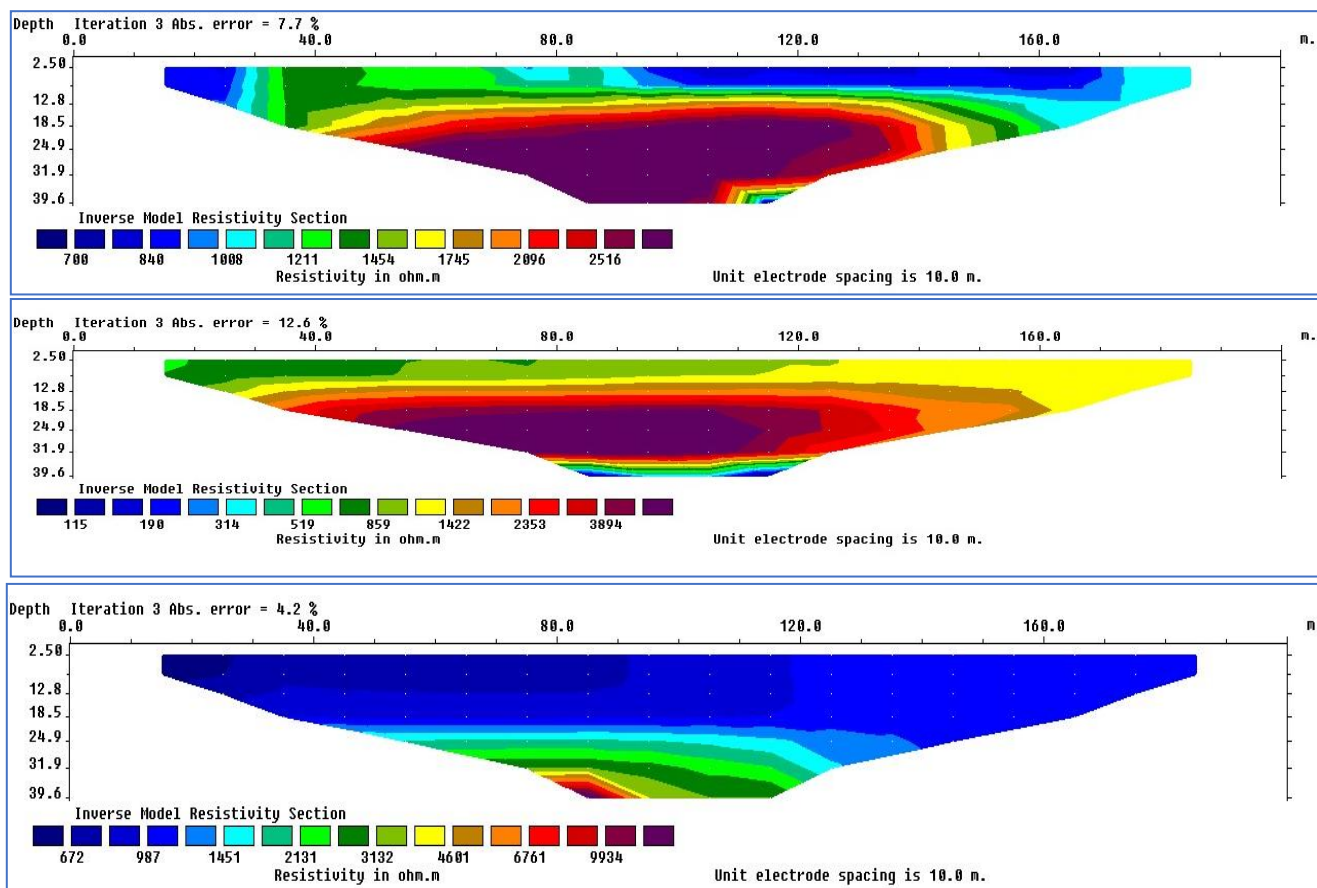 Depth Iteration 3 Abs. error = 7.7 %
0.0 40.0 80.0 120.0 160.0 m.
2.50
12.8
18.5
24.9
31.9
39.6
Inverse Model Resistivity Section
700 840 1008 1211 1454 1745 2096 2516
Resistivity in ohm.m Unit electrode spacing is 10.0 m.
Depth Iteration 3 Abs. error = 12.6 %
0.0 40.0 80.0 120.0 160.0 m.
2.50
12.8
18.5
24.9
31.9
39.6
Inverse Model Resistivity Section
115 190 314 519 859 1422 2353 3894
Resistivity in ohm.m Unit electrode spacing is 10.0 m.
Depth Iteration 3 Abs. error = 4.2 %
0.0 40.0 80.0 120.0 160.0 m
2.50
12.8
18.5
24.9
31.9
39.6
Inverse Model Resistivity Section
672 987 1451 2131 3132 4601 6761 9934
Resistivity in ohm.m Unit electrode spacing is 10.0 m.